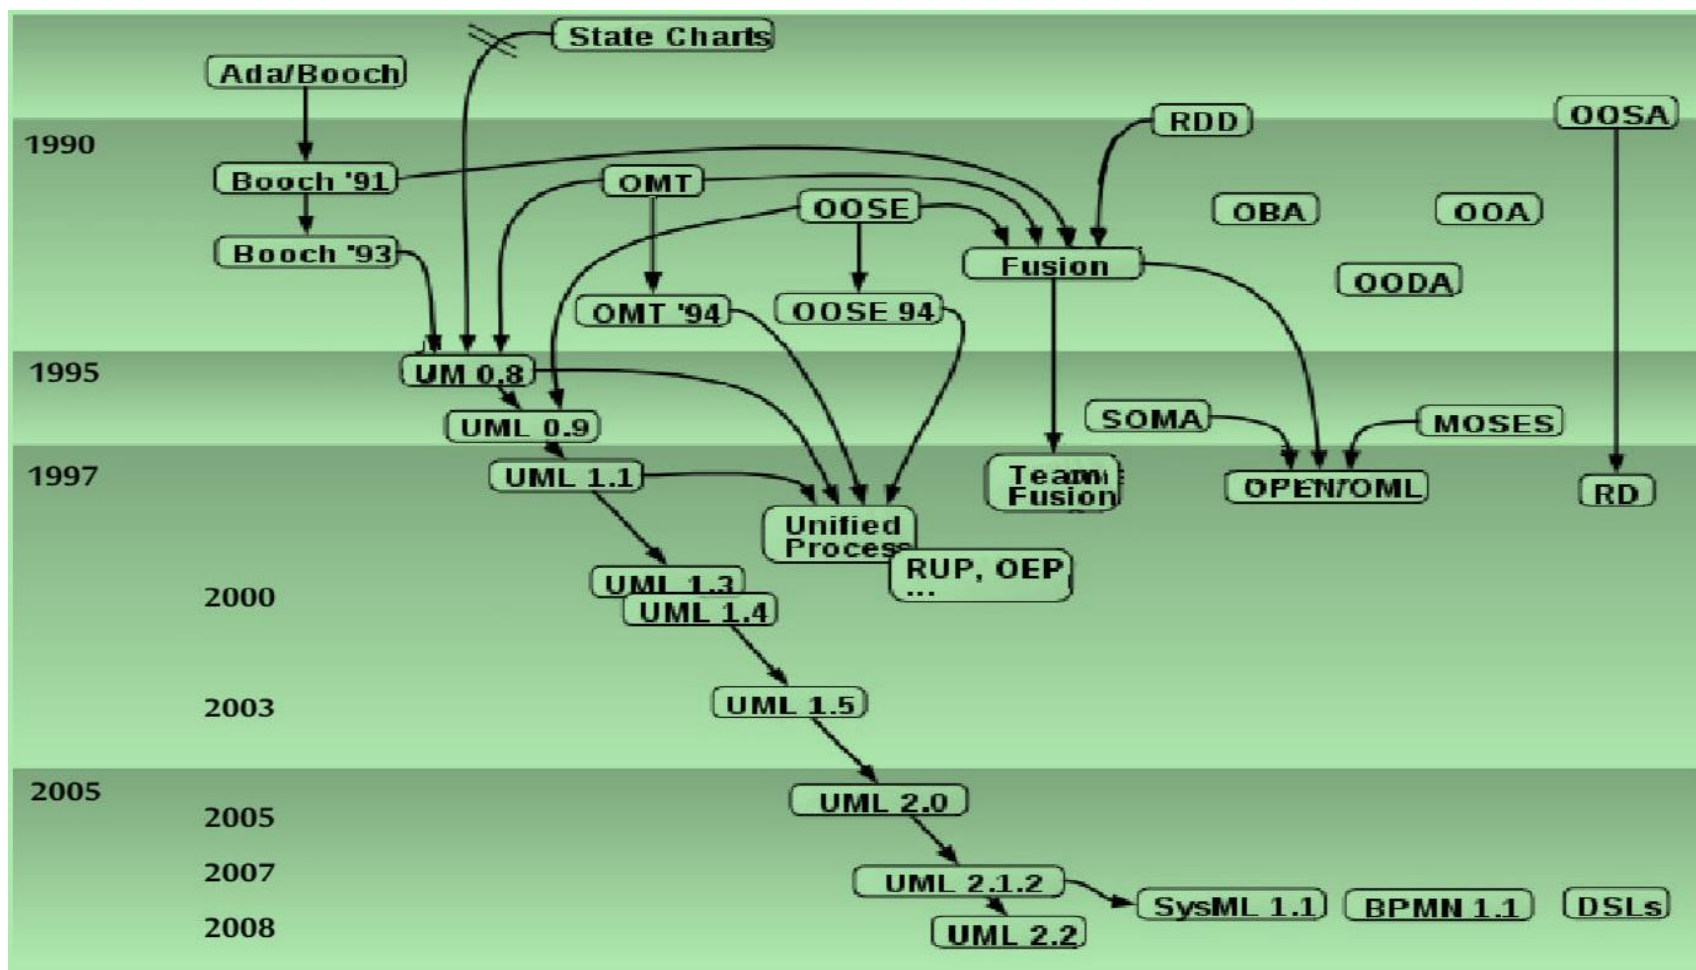 State Charts
Ada/Booch
OOSA
RDD
1990
Booch '91
OMT
OOSE
OBA
OOA
Booch '93
Fusion
OODA
OMT '94
OOSE 94
1995
UM 0.8
UML 0.9
SOMA
MOSES
1997
UML 1.1
Team
Fusion
OPEN/OML
RD
Unified
Process
RUP, OEP
...
UML 1.3
2000
UML 1.4
2003
UML 1.5
2005
UML 2.0
2005
2007
UML 2.1.2
SysML 1.1
BPMN 1.1
DSLs
2008
UML 2.2